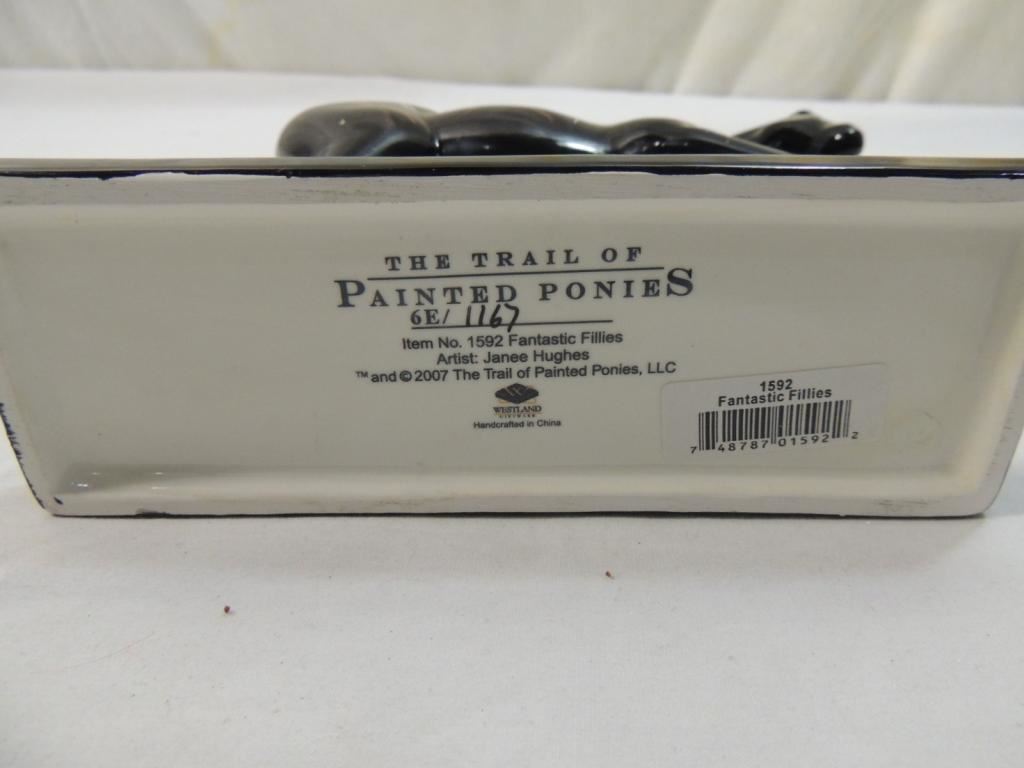 THE TRAIL OF
PAINTED PONIES
6E/ 1167
Item No. 1592 Fantastic Fillies
Artist: Janee Hughes
™ and © 2007 The Trail of Painted Ponies, LLC
WESTLAND
GIFTWARE
Handcrafted in China
1592
Fantastic Fillies
7 48787 01592 2